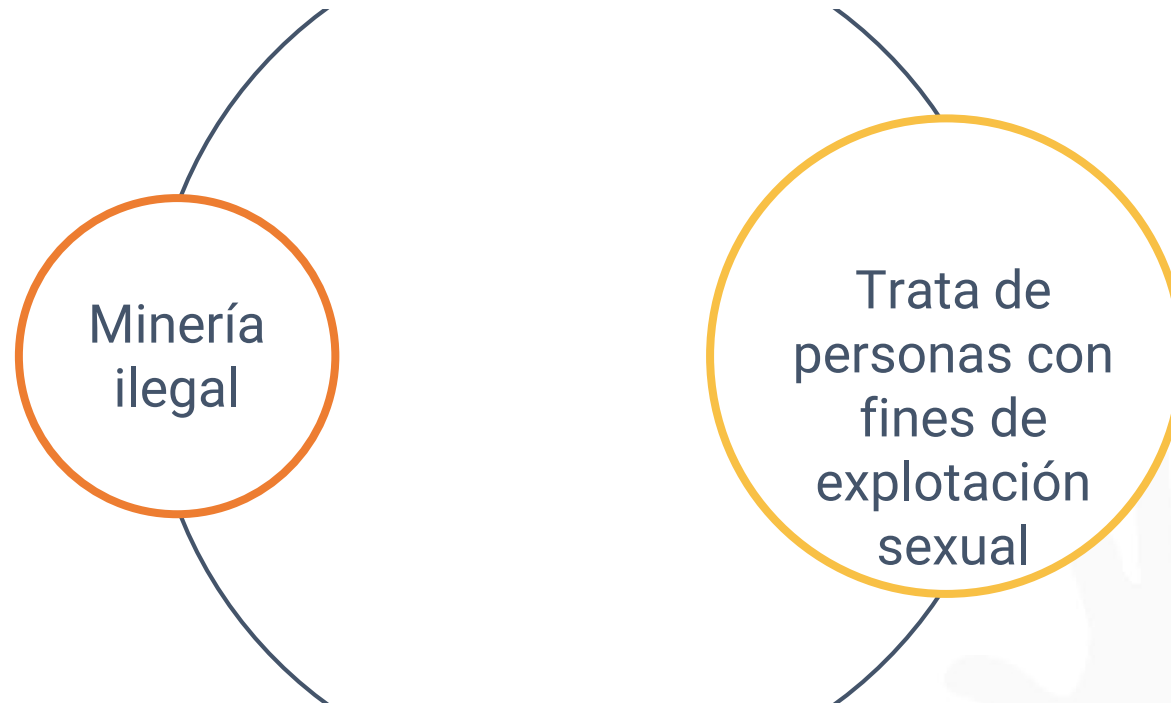 Minería
ilegal
Trata de
personas con
fines de
explotación
sexual